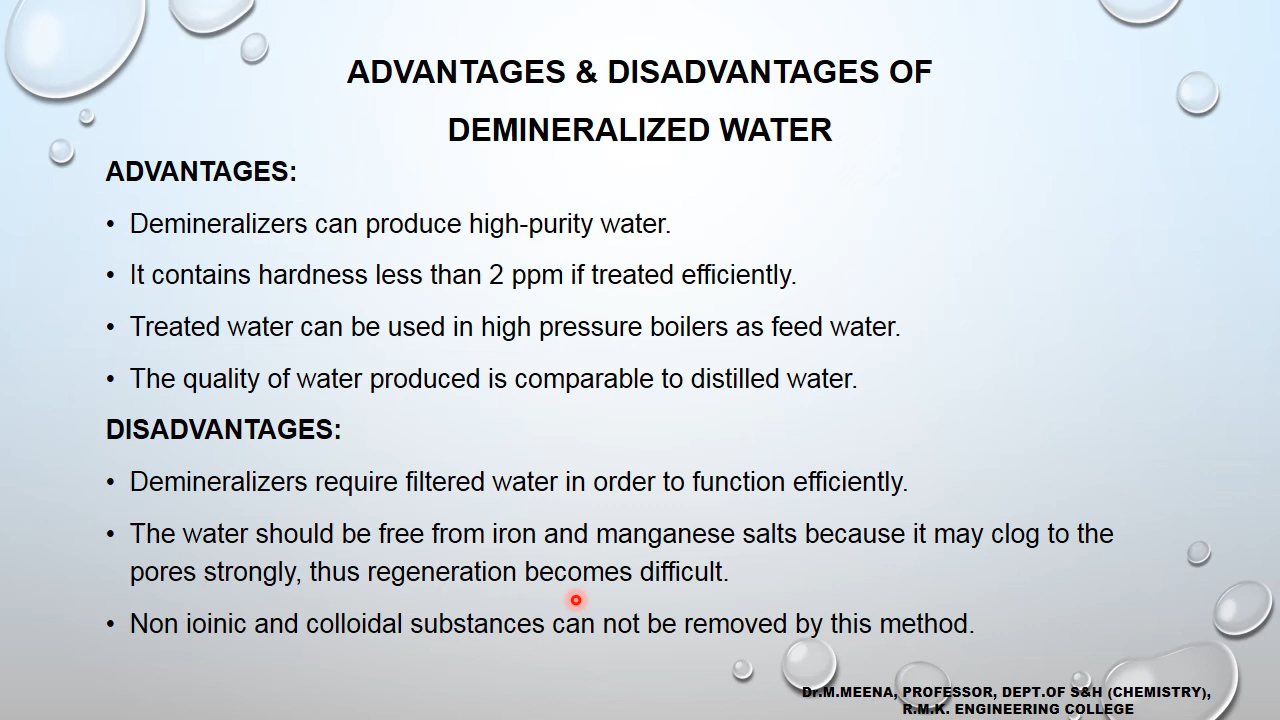 ADVANTAGES & DISADVANTAGES OF
DEMINERALIZED WATER
ADVANTAGES:
• Demineralizers can produce high-purity water.
• It contains hardness less than 2 ppm if treated efficiently.
• Treated water can be used in high pressure boilers as feed water.
• The quality of water produced is comparable to distilled water.
DISADVANTAGES:
• Demineralizers require filtered water in order to function efficiently.
• The water should be free from iron and manganese salts because it may clog to the
pores strongly, thus regeneration becomes difficult.
• Non ioinic and colloidal substances can not be removed by this method.
Dr.M.MEENA, PROFESSOR, DEPT.OF S&H (CHEMISTRY),
R.M.K. ENGINEERING COLLEGE